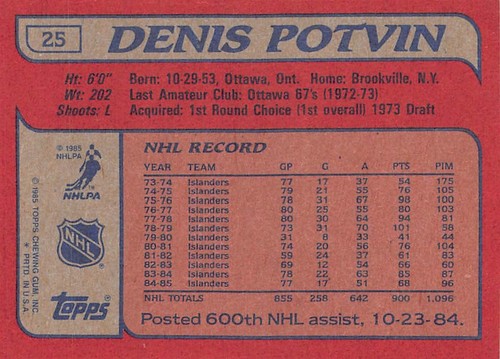 25
DENIS POTVIN
Ht: 6'0" Born: 10-29-53, Ottawa, Ont. Home: Brookville, N.Y.
Wt: 202 Last Amateur Club: Ottawa 67's (1972-73)
Shoots: L Acquired: 1st Round Choice (1st overall) 1973 Draft
© 1985 NHLPA
NHLPA
NHL
topps
© 1985 TOPPS CHEWING GUM, INC. ★ PRTD. IN U.S.A.
NHL RECORD
YEAR TEAM GP G A PTS PIM
73-74 Islanders 77 17 37 54 175
74-75 Islanders 79 21 55 76 105
75-76 Islanders 78 31 67 98 100
76-77 Islanders 80 25 55 80 103
77-78 Islanders 80 30 64 94 81
78-79 Islanders 73 31 70 101 58
79-80 Islanders 31 8 33 41 44
80-81 Islanders 74 20 56 76 104
81-82 Islanders 59 24 37 61 83
82-83 Islanders 69 12 54 66 60
83-84 Islanders 78 22 63 85 87
84-85 Islanders 77 17 51 68 96
NHL TOTALS 855 258 642 900 1,096
Posted 600th NHL assist, 10-23-84.